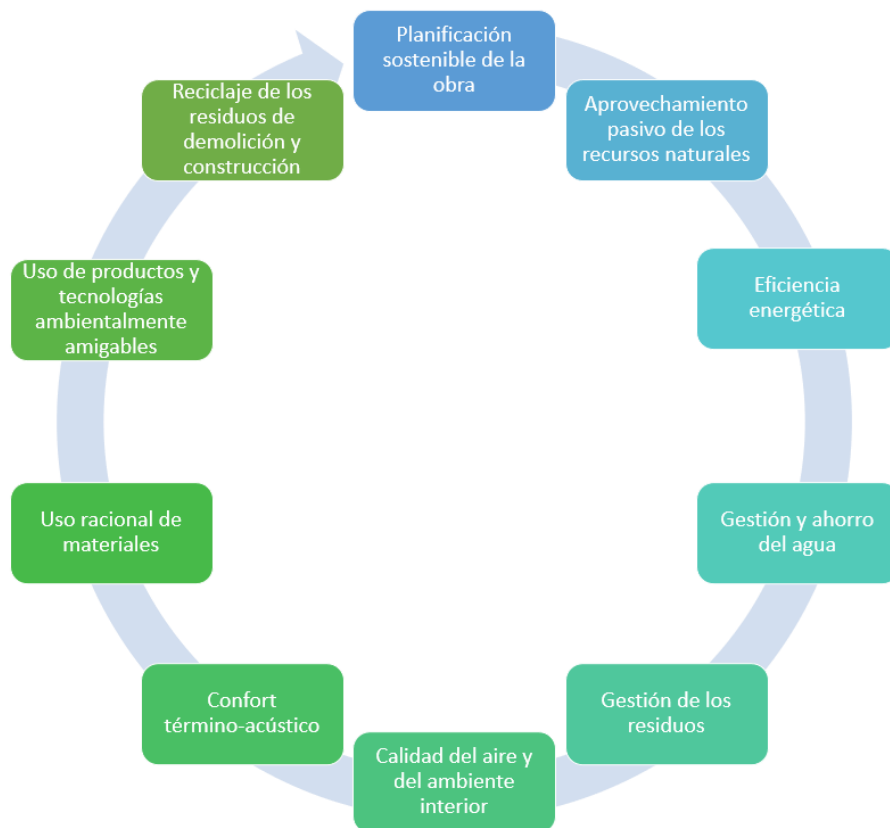 Planificación
sostenible de la
obra
Aprovechamiento
pasivo de los
recursos naturales
Eficiencia
energética
Gestión y ahorro
del agua
Gestión de los
residuos
Calidad del aire y
del ambiente
interior
Confort
término-acústico
Uso racional de
materiales
Uso de productos y
tecnologías
ambientalmente
amigables
Reciclaje de los
residuos de
demolición y
construcción